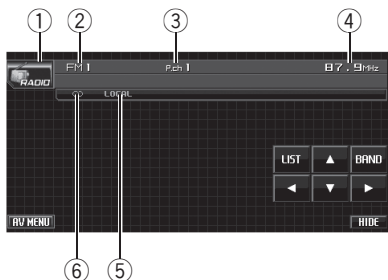 ① ② ③ ④
RADIO FM 1 P.ch 1 87.9MHz
LOCAL
LIST ▲ BAND
◄ ▼ ►
AV MENU HIDE
⑥ ⑤